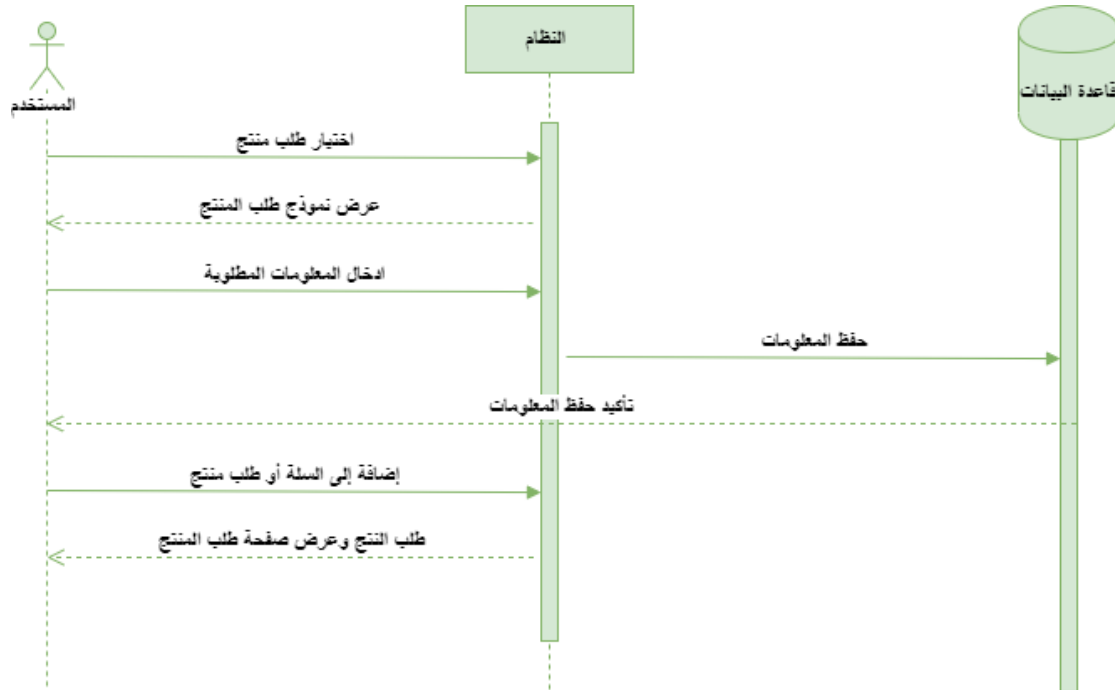 النظام
المستخدم
قاعدة البيانات
اختيار طلب منتج
عرض نموذج طلب المنتج
ادخال المعلومات المطلوبة
حفظ المعلومات
تأكيد حفظ المعلومات
إضافة إلى السلة أو طلب منتج
طلب النتج وعرض صفحة طلب المنتج